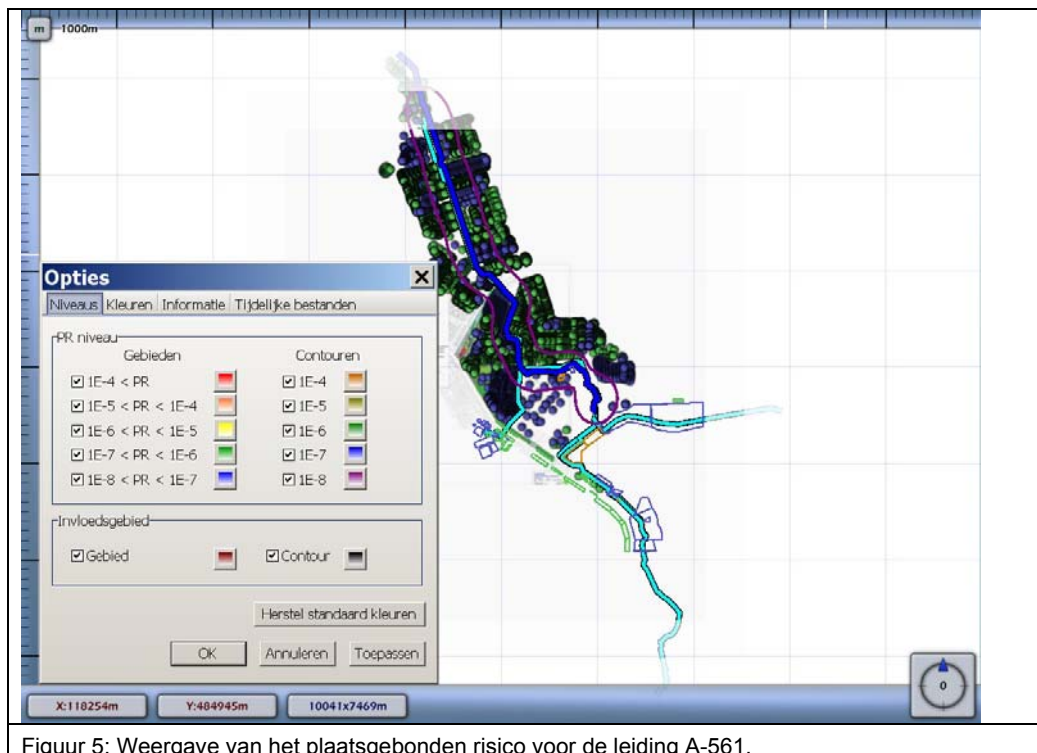 m
1000m
Opties
Niveaus Kleuren Informatie Tijdelijke bestanden
PR niveau
Gebieden Contouren
1E-4 < PR 1E-4
1E-5 < PR < 1E-4 1E-5
1E-6 < PR < 1E-5 1E-6
1E-7 < PR < 1E-6 1E-7
1E-8 < PR < 1E-7 1E-8
Invloedsgebied
Gebied Contour
Herstel standaard kleuren
OK Annuleren Toepassen
0
X:118254m Y:484945m 10041x7469m
Figuur 5: Weergave van het plaatsgebonden risico voor de leiding A-561.